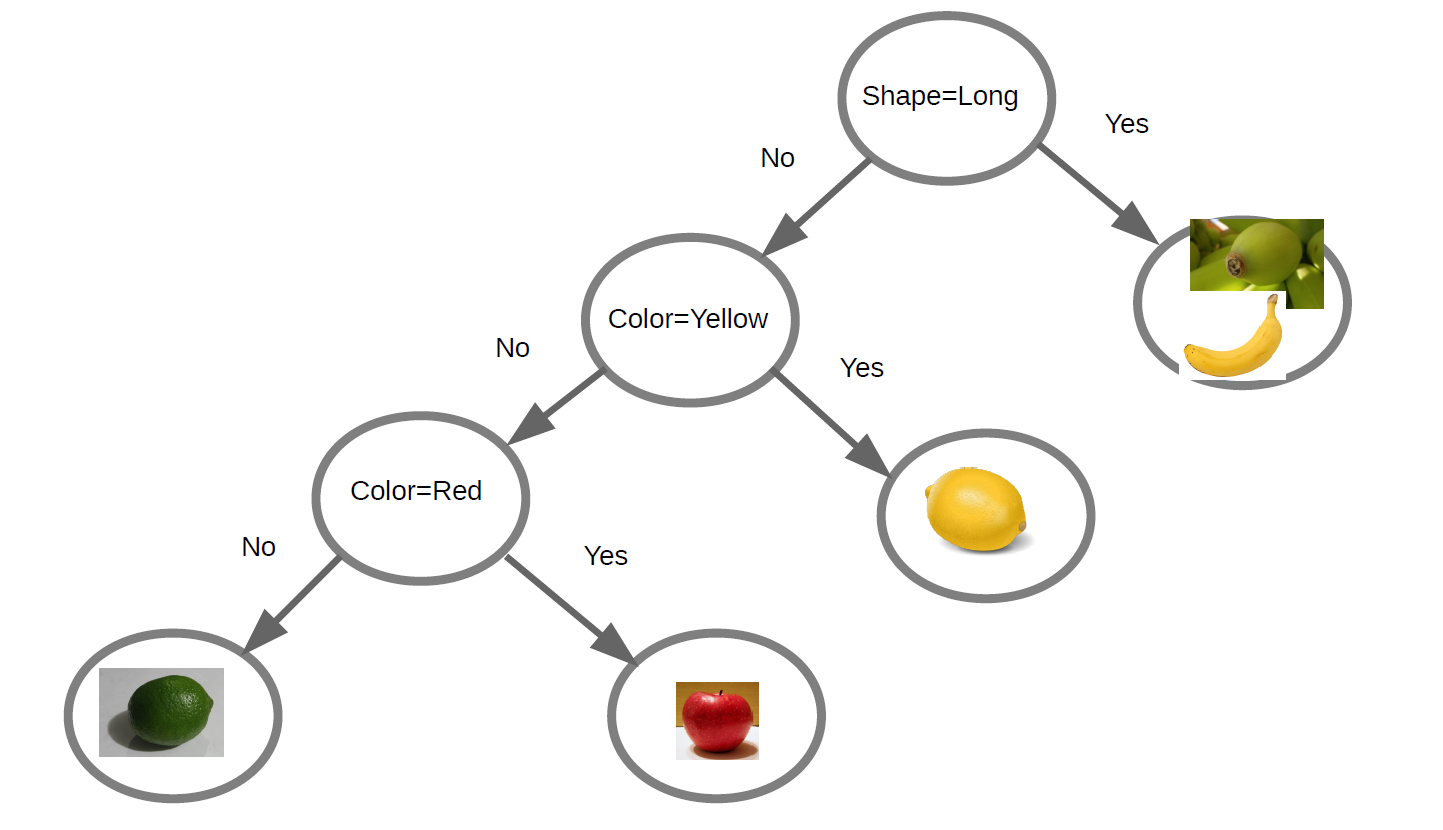 Shape=Long
Yes
No
Color=Yellow
No
Yes
Color=Red
No
Yes